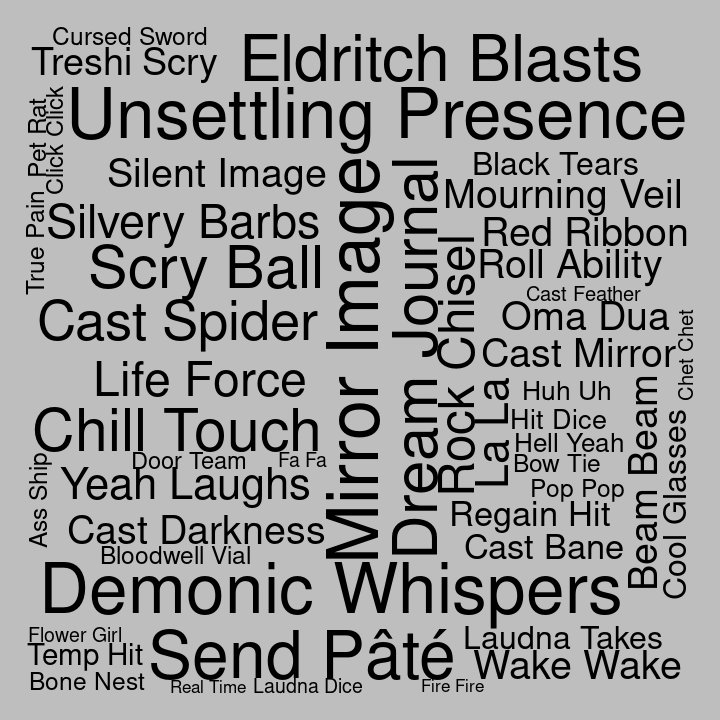 Cursed Sword
Treshi Scry
Eldritch Blasts
Unsettling Presence
Pet Rat
Click Click
True Pain
Silent Image
Black Tears
Mourning Veil
Silvery Barbs
Red Ribbon
Scry Ball
Roll Ability
Mirror Image
Dream Journal
Rock Chisel
Cast Feather
Cast Spider
Oma Dua
Chet Chet
Cast Mirror
Life Force
La La
Huh Uh
Hit Dice
Chill Touch
Hell Yeah
Beam Beam
Cool Glasses
Door Team
Fa Fa
Bow Tie
Ass Ship
Yeah Laughs
Pop Pop
Regain Hit
Cast Darkness
Cast Bane
Bloodwell Vial
Demonic Whispers
Flower Girl
Temp Hit
Send Pâté
Laudna Takes
Wake Wake
Bone Nest
Real Time
Laudna Dice
Fire Fire